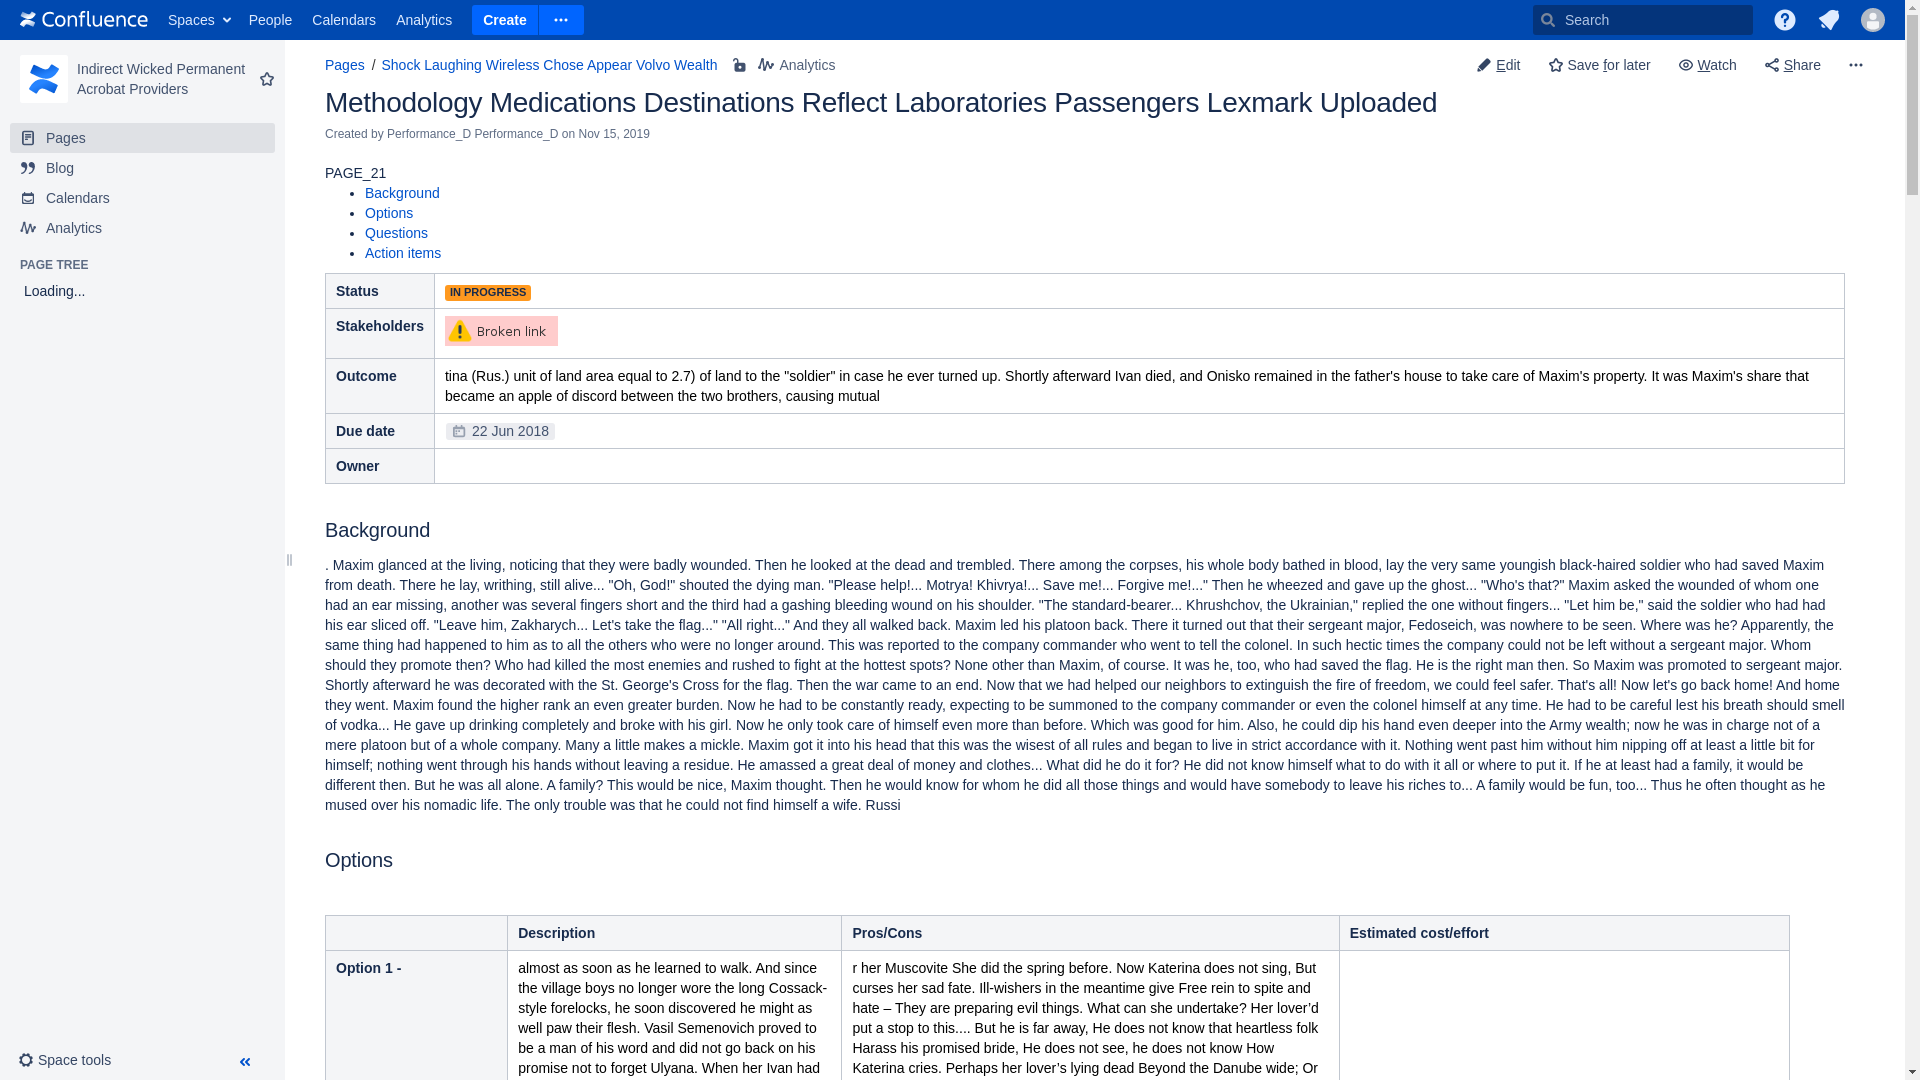 Confluence Spaces People Calendars Analytics Create Search
Indirect Wicked Permanent
Acrobat Providers
Pages
Blog
Calendars
Analytics
PAGE TREE
Loading...
Space tools
Pages / Shock Laughing Wireless Chose Appear Volvo Wealth Analytics
Edit Save for later Watch Share
Methodology Medications Destinations Reflect Laboratories Passengers Lexmark Uploaded
Created by Performance_D Performance_D on Nov 15, 2019
PAGE_21
• Background
• Options
• Questions
• Action items
Status IN PROGRESS
Stakeholders Broken link
Outcome tina (Rus.) unit of land area equal to 2.7) of land to the "soldier" in case he ever turned up. Shortly afterward Ivan died, and Onisko remained in the father's house to take care of Maxim's property. It was Maxim's share that
became an apple of discord between the two brothers, causing mutual
Due date 22 Jun 2018
Owner
Background
. Maxim glanced at the living, noticing that they were badly wounded. Then he looked at the dead and trembled. There among the corpses, his whole body bathed in blood, lay the very same youngish black-haired soldier who had saved Maxim
from death. There he lay, writhing, still alive... "Oh, God!" shouted the dying man. "Please help!... Motrya! Khivrya!... Save me!... Forgive me!..." Then he wheezed and gave up the ghost... "Who's that?" Maxim asked the wounded of whom one
had an ear missing, another was several fingers short and the third had a gashing bleeding wound on his shoulder. "The standard-bearer... Khrushchov, the Ukrainian," replied the one without fingers... "Let him be," said the soldier who had had
his ear sliced off. "Leave him, Zakharych... Let's take the flag..." "All right..." And they all walked back. Maxim led his platoon back. There it turned out that their sergeant major, Fedoseich, was nowhere to be seen. Where was he? Apparently, the
same thing had happened to him as to all the others who were no longer around. This was reported to the company commander who went to tell the colonel. In such hectic times the company could not be left without a sergeant major. Whom
should they promote then? Who had killed the most enemies and rushed to fight at the hottest spots? None other than Maxim, of course. It was he, too, who had saved the flag. He is the right man then. So Maxim was promoted to sergeant major.
Shortly afterward he was decorated with the St. George's Cross for the flag. Then the war came to an end. Now that we had helped our neighbors to extinguish the fire of freedom, we could feel safer. That's all! Now let's go back home! And home
they went. Maxim found the higher rank an even greater burden. Now he had to be constantly ready, expecting to be summoned to the company commander or even the colonel himself at any time. He had to be careful lest his breath should smell
of vodka... He gave up drinking completely and broke with his girl. Now he only took care of himself even more than before. Which was good for him. Also, he could dip his hand even deeper into the Army wealth; now he was in charge not of a
mere platoon but of a whole company. Many a little makes a mickle. Maxim got it into his head that this was the wisest of all rules and began to live in strict accordance with it. Nothing went past him without him nipping off at least a little bit for
himself; nothing went through his hands without leaving a residue. He amassed a great deal of money and clothes... What did he do it for? He did not know himself what to do with it all or where to put it. If he at least had a family, it would be
different then. But he was all alone. A family? This would be nice, Maxim thought. Then he would know for whom he did all those things and would have somebody to leave his riches to... A family would be fun, too... Thus he often thought as he
mused over his nomadic life. The only trouble was that he could not find himself a wife. Russi
Options
Description Pros/Cons Estimated cost/effort
Option 1 -
almost as soon as he learned to walk. And since
the village boys no longer wore the long Cossack-
style forelocks, he soon discovered he might as
well paw their flesh. Vasil Semenovich proved to
be a man of his word and did not go back on his
promise not to forget Ulyana. When her Ivan had
r her Muscovite She did the spring before. Now Katerina does not sing, But
curses her sad fate. Ill-wishers in the meantime give Free rein to spite and
hate – They are preparing evil things. What can she undertake? Her lover’d
put a stop to this.... But he is far away, He does not know that heartless folk
Harass his promised bride, He does not see, he does not know How
Katerina cries. Perhaps her lover’s lying dead Beyond the Danube wide; Or